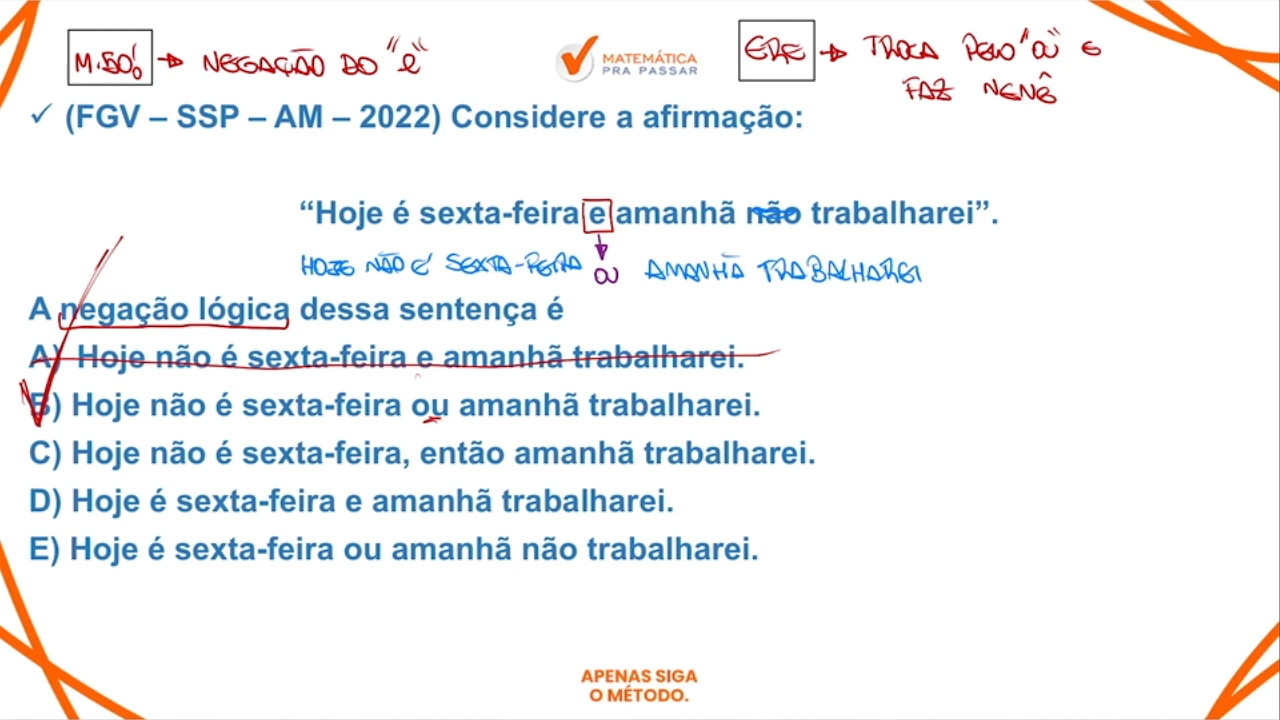 M.50% → NEGAÇÃO DO "e"
MATEMÁTICA
PRA PASSAR
→ TROCA PELO "OU" E
FAZ NENÊ
✓ (FGV – SSP – AM – 2022) Considere a afirmação:
“Hoje é sexta-feira e amanhã não trabalharei”.
HOJE NÃO É SEXTA-FEIRA OU AMANHÃ TRABALHAREI
A negação lógica dessa sentença é
A) Hoje não é sexta-feira e amanhã trabalharei.
B) Hoje não é sexta-feira ou amanhã trabalharei.
C) Hoje não é sexta-feira, então amanhã trabalharei.
D) Hoje é sexta-feira e amanhã trabalharei.
E) Hoje é sexta-feira ou amanhã não trabalharei.
APENAS SIGA
O MÉTODO.